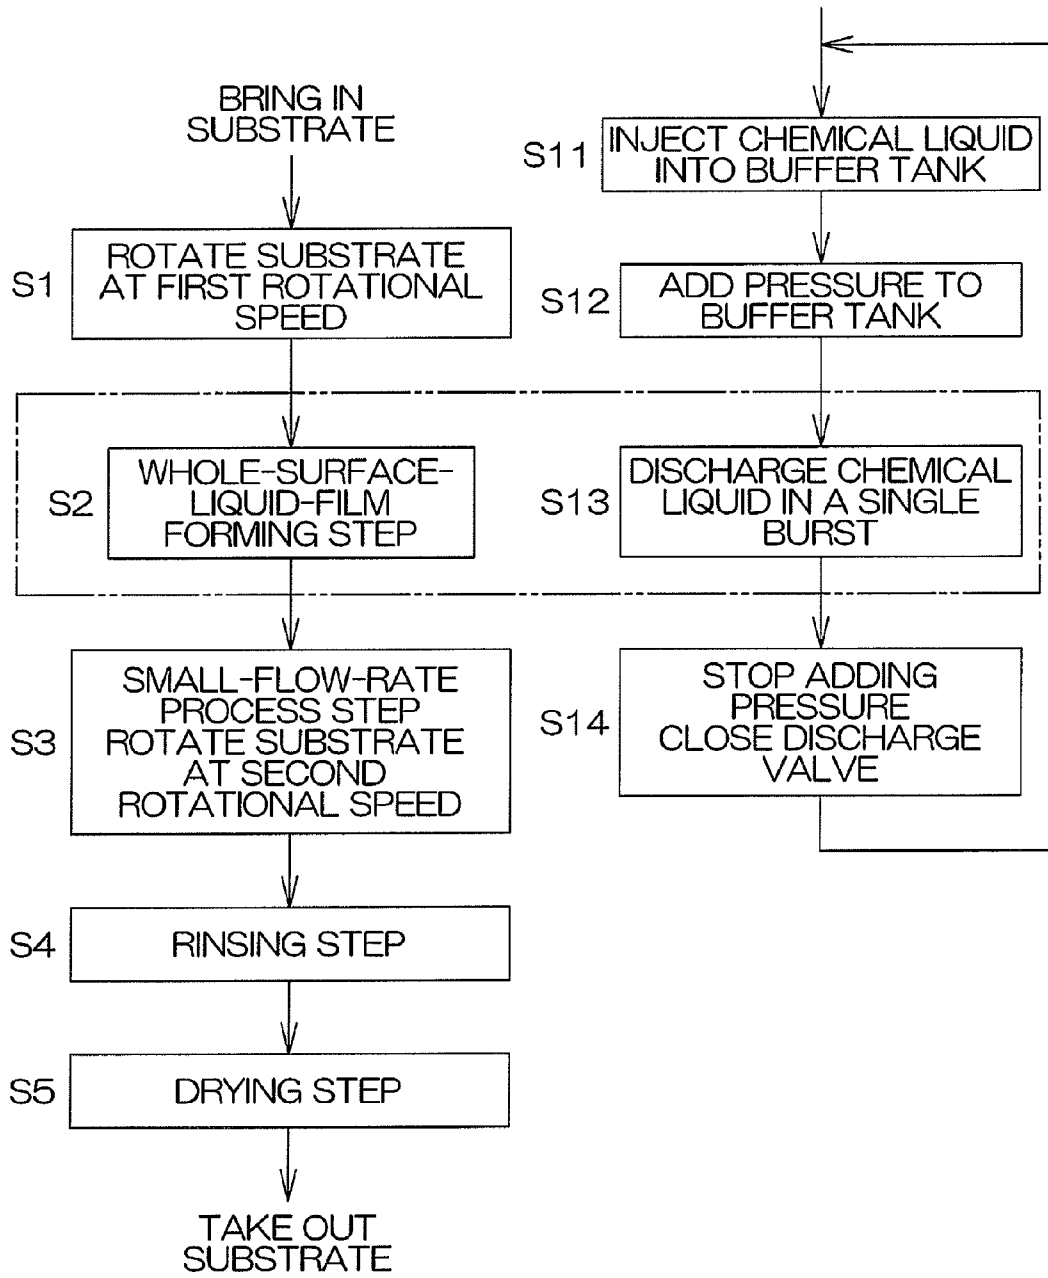 BRING IN
SUBSTRATE
S1
ROTATE SUBSTRATE
AT FIRST ROTATIONAL
SPEED
S2
WHOLE-SURFACE-
LIQUID-FILM
FORMING STEP
S3
SMALL-FLOW-RATE
PROCESS STEP
ROTATE SUBSTRATE
AT SECOND
ROTATIONAL SPEED
S4
RINSING STEP
S5
DRYING STEP
TAKE OUT
SUBSTRATE
S11
INJECT CHEMICAL LIQUID
INTO BUFFER TANK
S12
ADD PRESSURE TO
BUFFER TANK
S13
DISCHARGE CHEMICAL
LIQUID IN A SINGLE
BURST
S14
STOP ADDING
PRESSURE
CLOSE DISCHARGE
VALVE